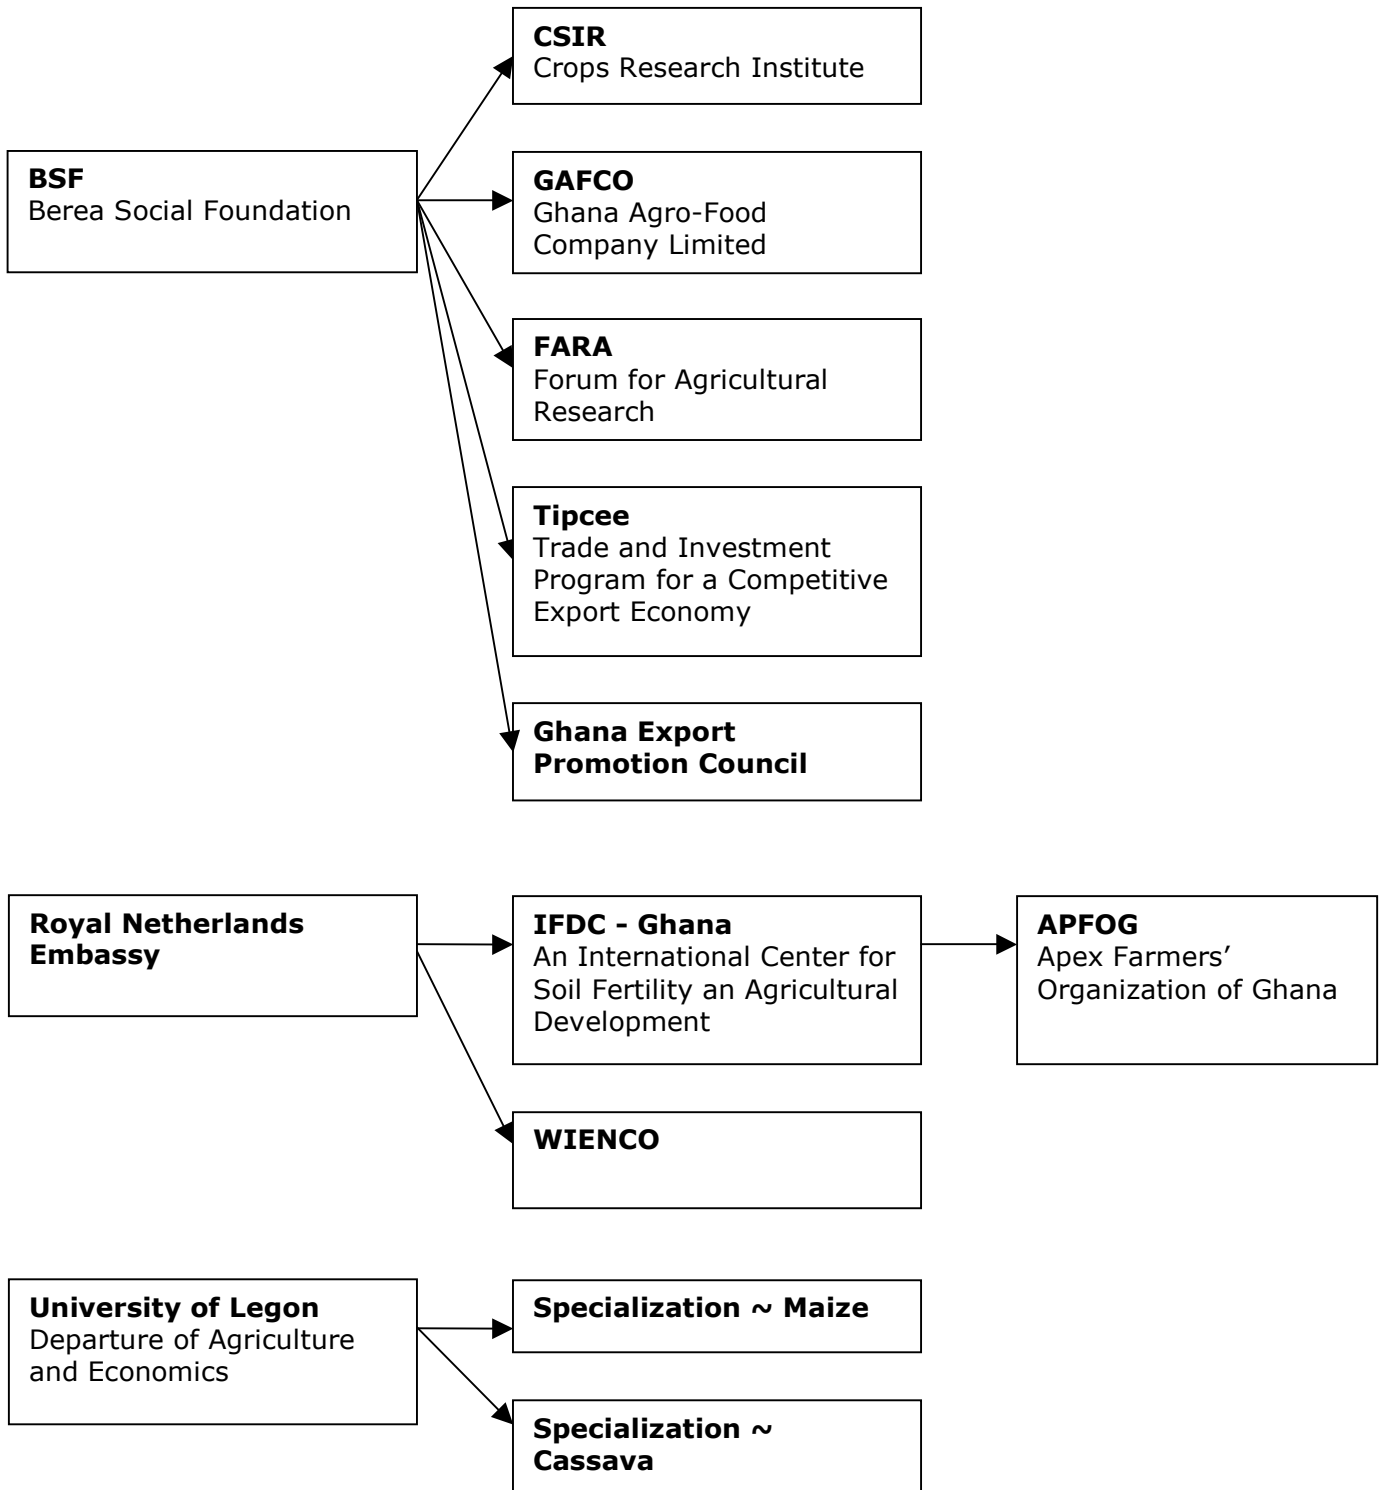 CSIR
Crops Research Institute
BSF
Berea Social Foundation
GAFCO
Ghana Agro-Food
Company Limited
FARA
Forum for Agricultural
Research
Tipcee
Trade and Investment
Program for a Competitive
Export Economy
Ghana Export
Promotion Council
Royal Netherlands
Embassy
IFDC - Ghana
An International Center for
Soil Fertility an Agricultural
Development
APFOG
Apex Farmers’
Organization of Ghana
WIENCO
University of Legon
Departure of Agriculture
and Economics
Specialization ~ Maize
Specialization ~
Cassava